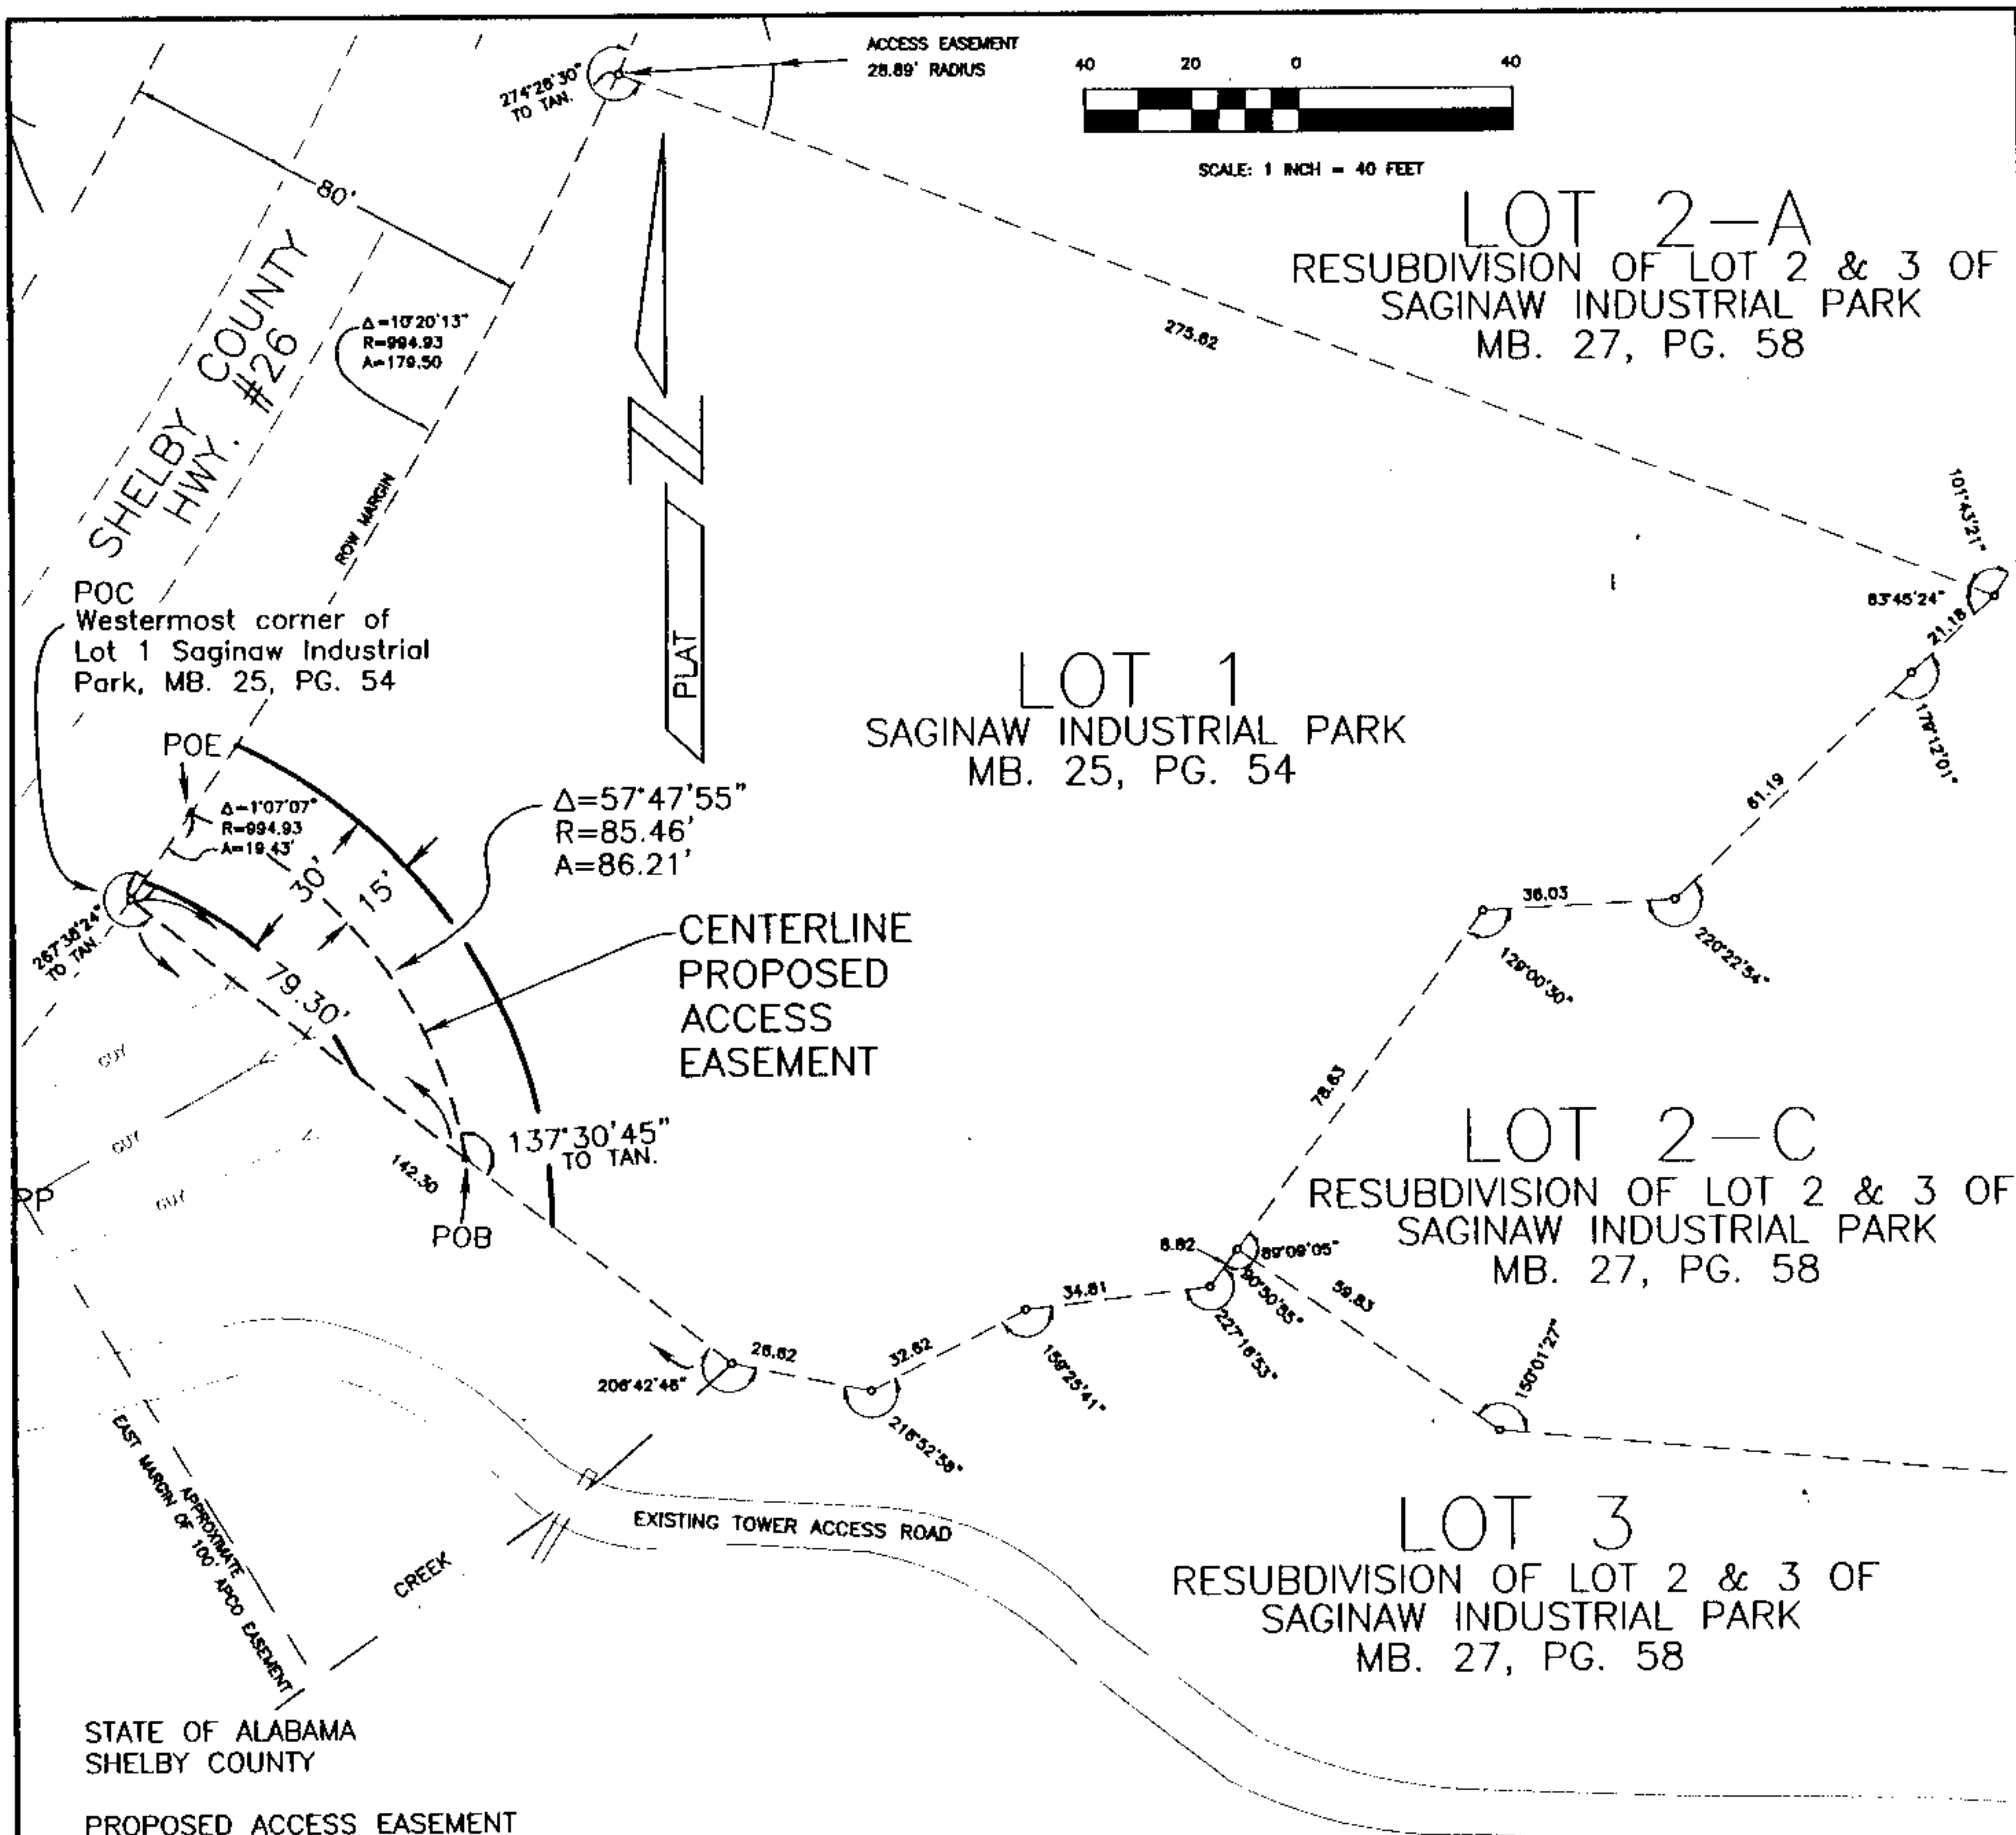 ACCESS EASEMENT
28.89' RADIUS
40 20 0 40
SCALE: 1 INCH = 40 FEET
274°26'30"
TO TAN.
80'
LOT 2-A
RESUBDIVISION OF LOT 2 & 3 OF
SAGINAW INDUSTRIAL PARK
MB. 27, PG. 58
SHELBY COUNTY
HWY. #26
Δ=10°20'13"
R=994.93
A=179.50
ROW MARGIN
N
PLAT
275.62
101°43'21"
83°45'24"
21.18
179°12'01"
61.19
POC
Westermost corner of
Lot 1 Saginaw Industrial
Park, MB. 25, PG. 54
LOT 1
SAGINAW INDUSTRIAL PARK
MB. 25, PG. 54
POE
Δ=1°07'07"
R=994.93
A=19.43'
30'
15'
Δ=57°47'55"
R=85.46'
A=86.21'
267°38'24"
TO TAN.
79.30'
CENTERLINE
PROPOSED
ACCESS
EASEMENT
36.03
129°00'30"
220°22'54"
78.63
GUY
GUY
GUY
PP
137°30'45"
TO TAN.
142.30
POB
LOT 2-C
RESUBDIVISION OF LOT 2 & 3 OF
SAGINAW INDUSTRIAL PARK
MB. 27, PG. 58
8.82
89°09'05"
90°50'55"
59.83
34.81
227°16'53"
32.62
159°25'41"
26.62
206°42'46"
218°52'58"
150°01'27"
EXISTING TOWER ACCESS ROAD
CREEK
APPROXIMATE
EAST MARGIN OF 100' APCO EASEMENT
LOT 3
RESUBDIVISION OF LOT 2 & 3 OF
SAGINAW INDUSTRIAL PARK
MB. 27, PG. 58
STATE OF ALABAMA
SHELBY COUNTY
PROPOSED ACCESS EASEMENT